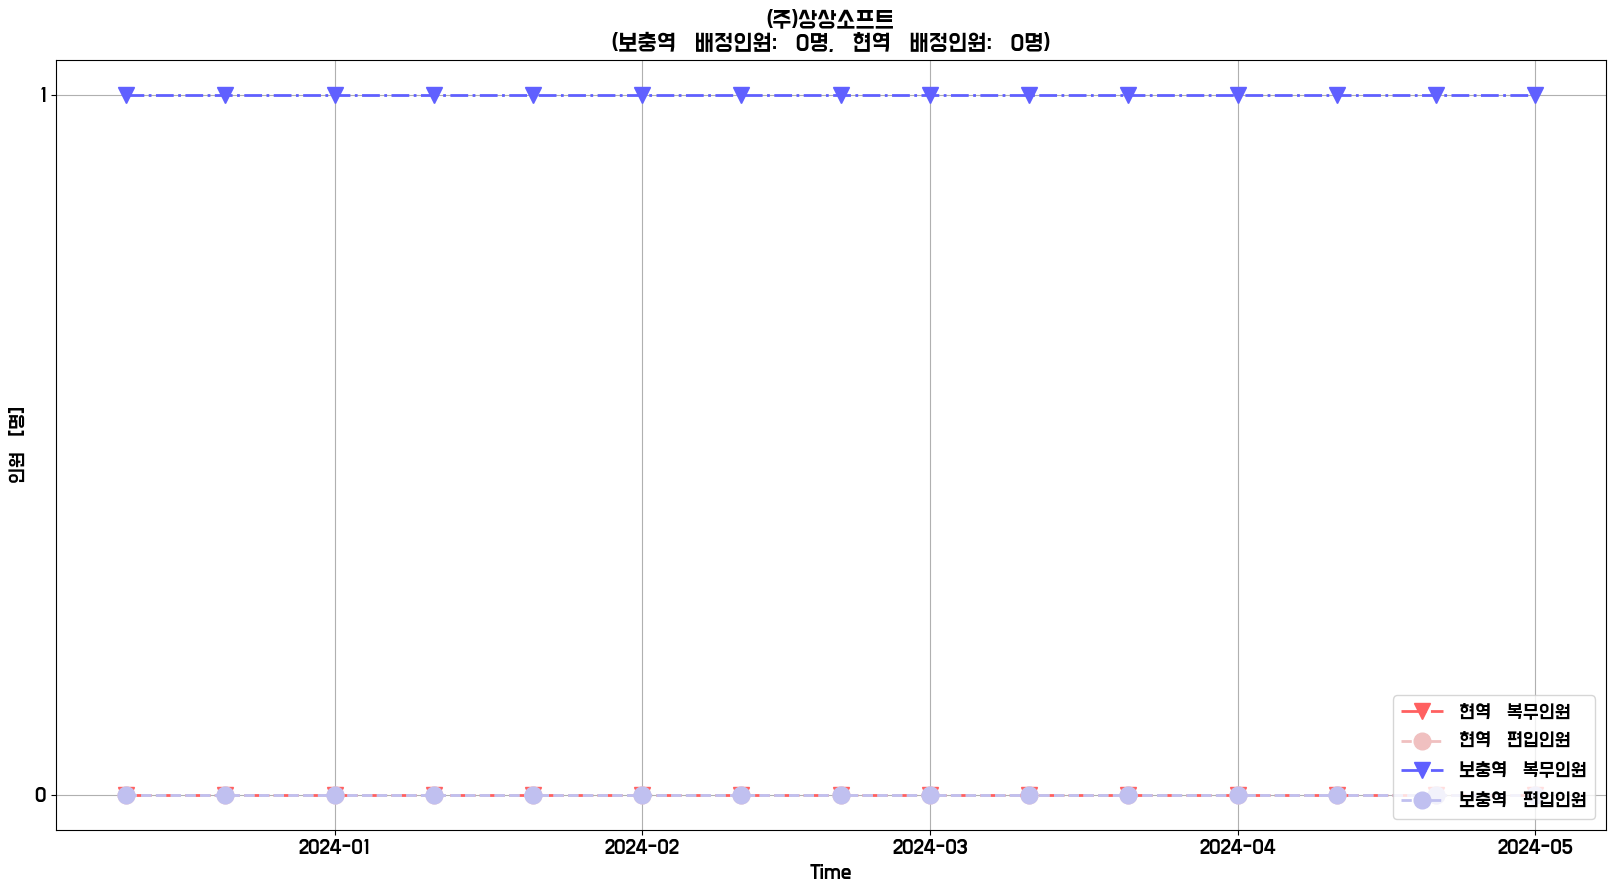 (주)상상소프트
(보충역 배정인원: 0명, 현역 배정인원: 0명)
1
0
인원 [명]
현역 복무인원
현역 편입인원
보충역 복무인원
보충역 편입인원
2024-01
2024-02
2024-03
2024-04
2024-05
Time